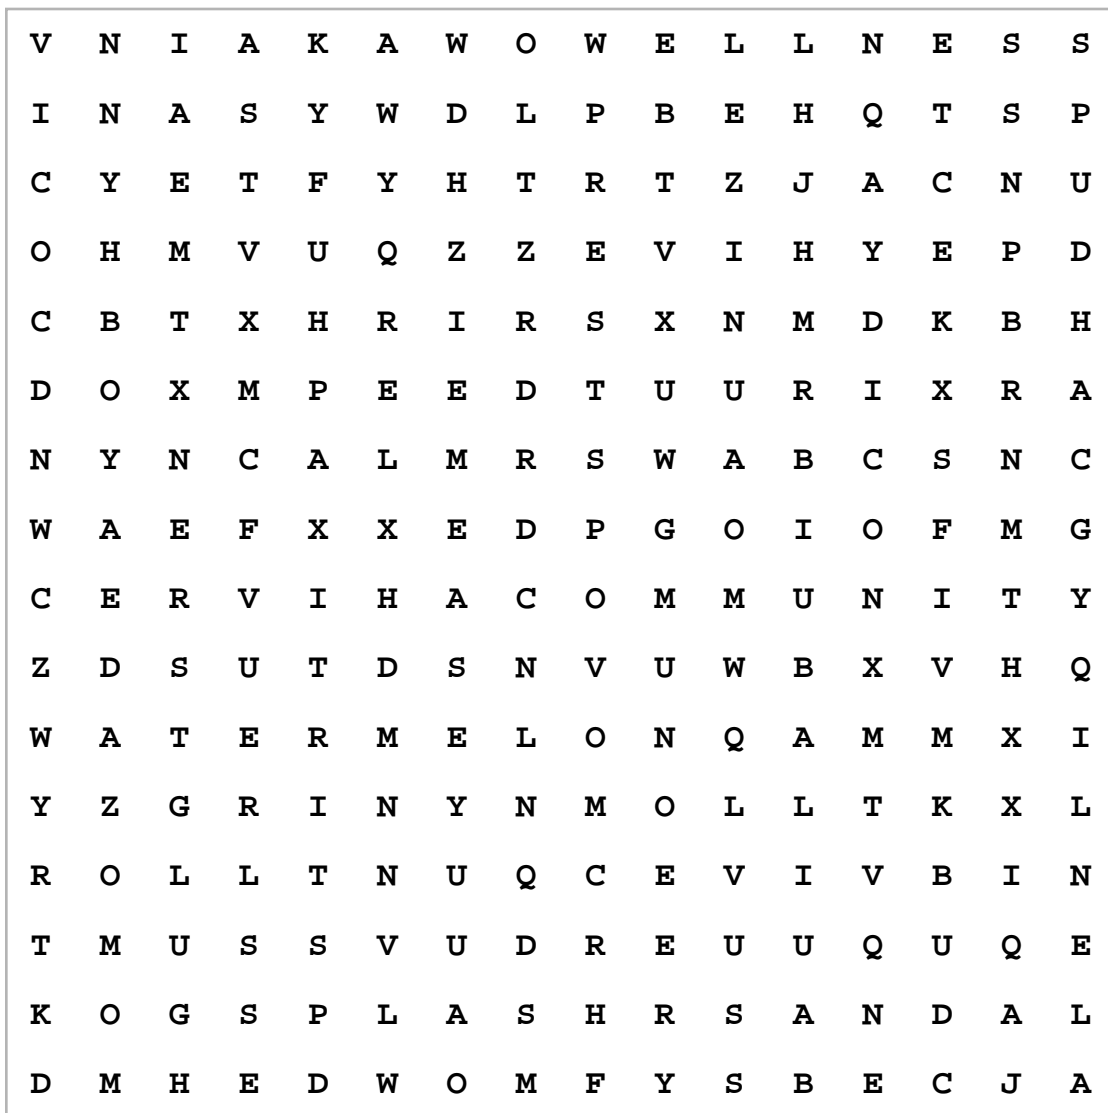 V N I A K A W O W E L L N E S S
I N A S Y W D L P B E H Q T S P
C Y E T F Y H T R T Z J A C N U
O H M V U Q Z Z E V I H Y E P D
C B T X H R I R S X N M D K B H
D O X M P E E D T U U R I X R A
N Y N C A L M R S W A B C S N C
W A E F X X E D P G O I O F M G
C E R V I H A C O M M U N I T Y
Z D S U T D S N V U W B X V H Q
W A T E R M E L O N Q A M M X I
Y Z G R I N Y N M O L L T K X L
R O L L T N U Q C E V I V B I N
T M U S S V U D R E U U Q U Q E
K O G S P L A S H R S A N D A L
D M H E D W O M F Y S B E C J A